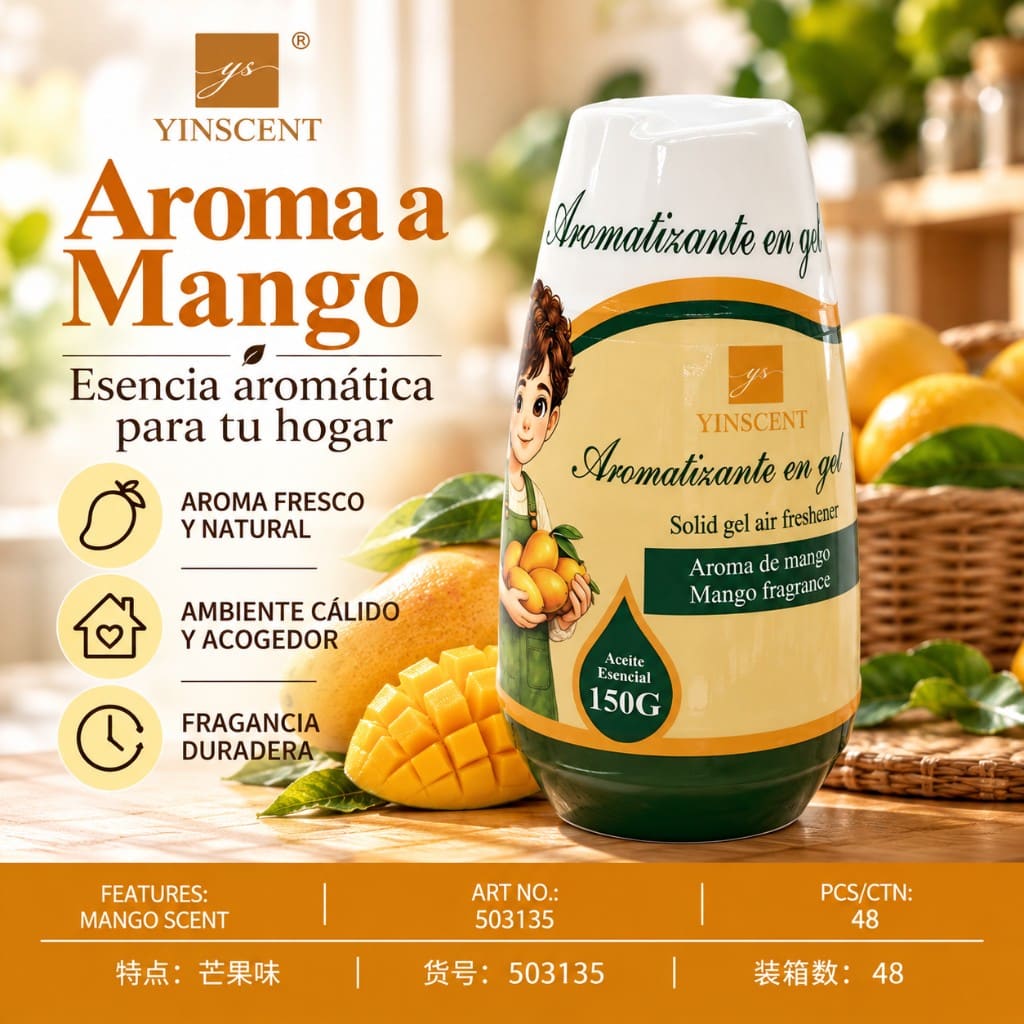 ys
®
YINSCENT
Aroma a
Mango
Esencia aromática
para tu hogar
AROMA FRESCO
Y NATURAL
AMBIENTE CÁLIDO
Y ACOGEDOR
FRAGANCIA
DURADERA
Aromatizante en gel
ys
YINSCENT
Aromatizante en gel
Solid gel air freshener
Aroma de mango
Mango fragrance
Aceite
Esencial
150G
FEATURES:
MANGO SCENT
ART NO.:
503135
PCS/CTN:
48
特点：芒果味
货号：503135
装箱数：48